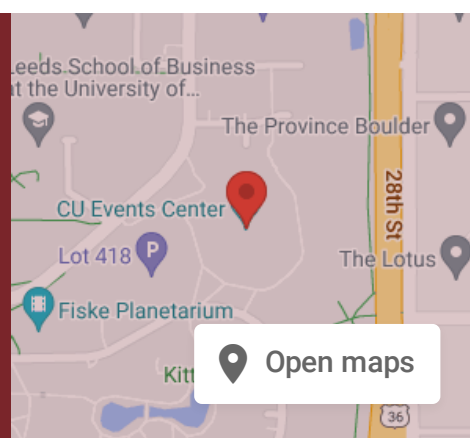 Leeds School of Business
at the University of...
The Province Boulder
28th St
CU Events Center
Lot 418 P
The Lotus
Fiske Planetarium
Kitt
Open maps
36